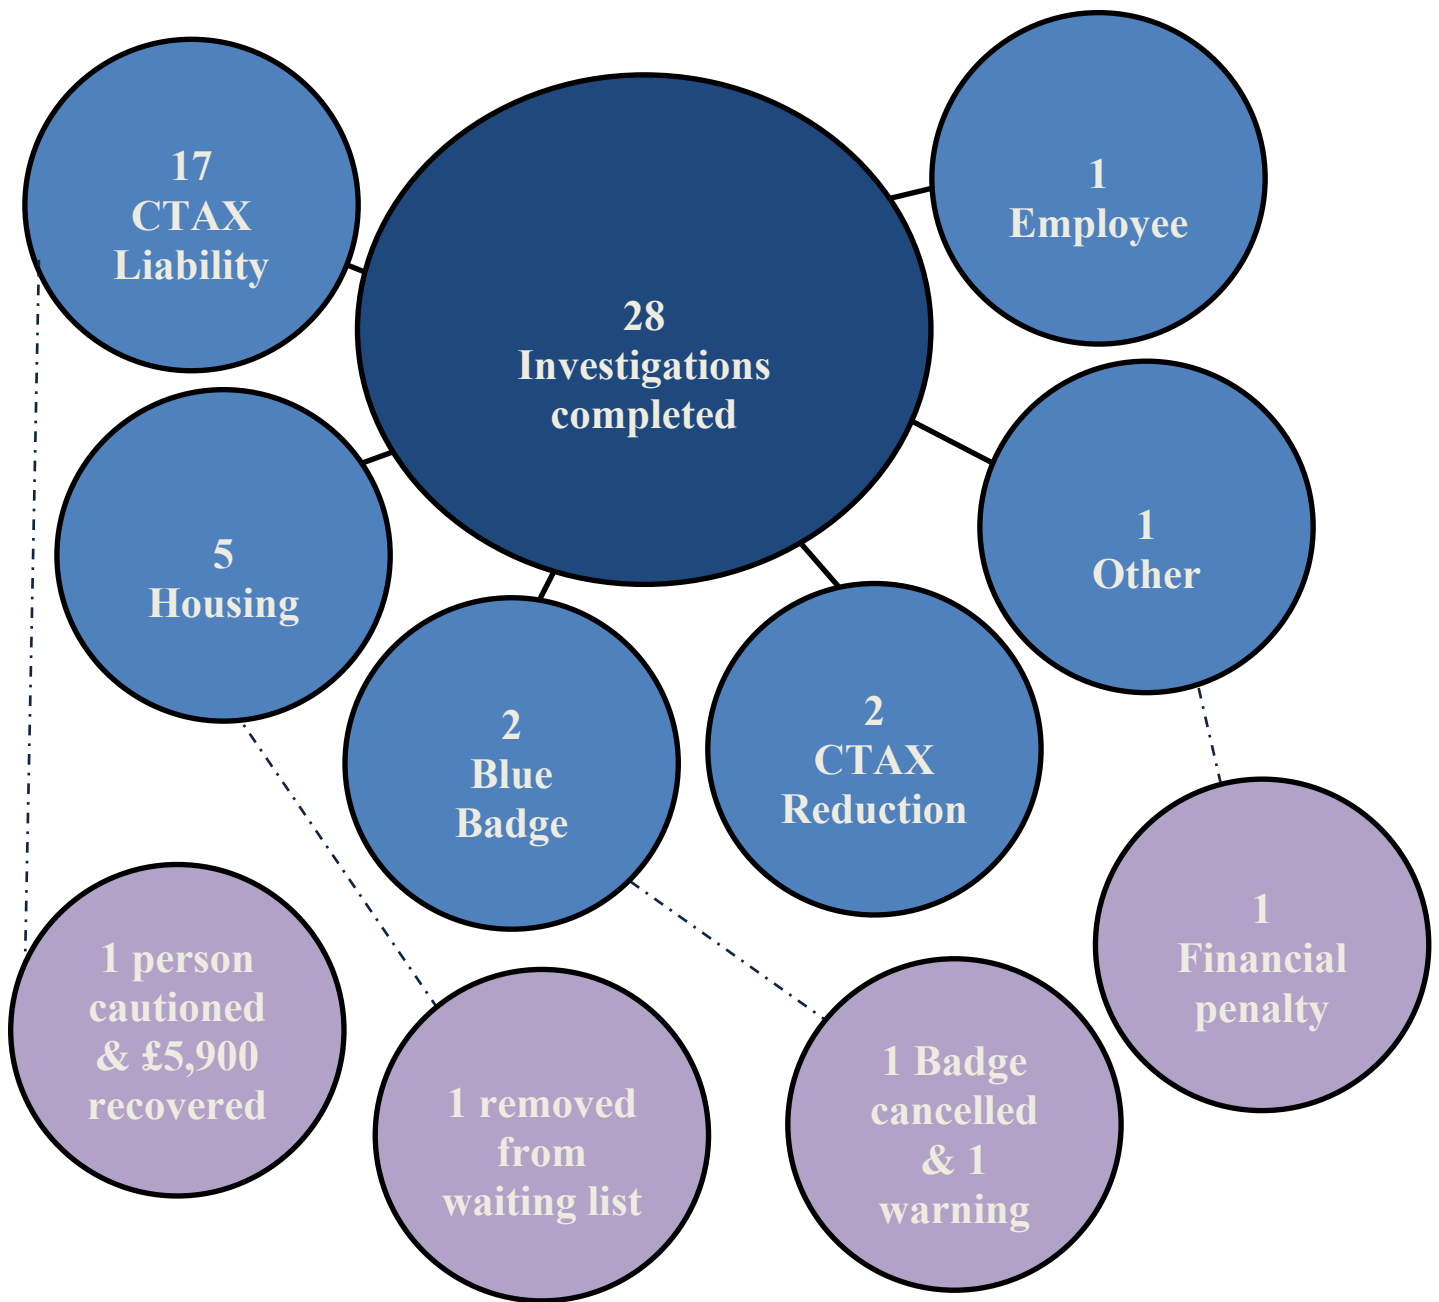 17
CTAX
Liability
28
Investigations
completed
1
Employee
5
Housing
1
Other
2
Blue
Badge
2
CTAX
Reduction
1 person
cautioned
& £5,900
recovered
1 removed
from
waiting list
1 Badge
cancelled
& 1
warning
1
Financial
penalty